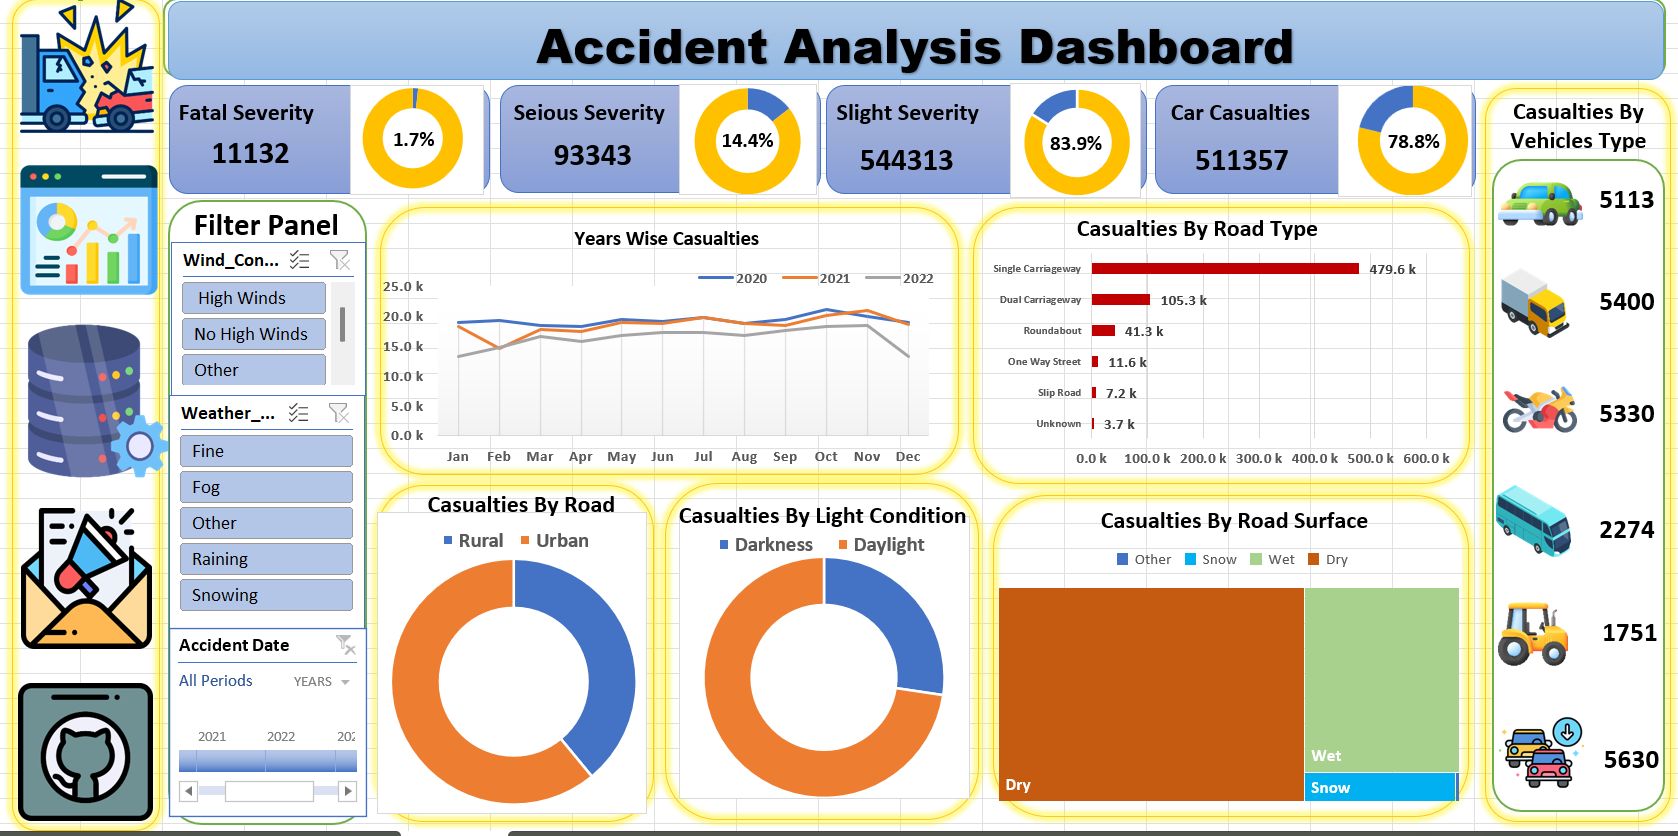 Accident Analysis Dashboard
Fatal Severity
11132
1.7%
Seious Severity
93343
14.4%
Slight Severity
544313
83.9%
Car Casualties
511357
78.8%
Filter Panel
Wind_Con...
High Winds
No High Winds
Other
Weather_...
Fine
Fog
Other
Raining
Snowing
Accident Date
All Periods
YEARS
2021 2022 202
Years Wise Casualties
2020 2021 2022
25.0 k
20.0 k
15.0 k
10.0 k
5.0 k
0.0 k
Jan Feb Mar Apr May Jun Jul Aug Sep Oct Nov Dec
Casualties By Road Type
Single Carriageway 479.6 k
Dual Carriageway 105.3 k
Roundabout 41.3 k
One Way Street 11.6 k
Slip Road 7.2 k
Unknown 3.7 k
0.0 k 100.0 k 200.0 k 300.0 k 400.0 k 500.0 k 600.0 k
Casualties By Road
Rural Urban
Casualties By Light Condition
Darkness Daylight
Casualties By Road Surface
Other Snow Wet Dry
Dry
Wet
Snow
Casualties By
Vehicles Type
5113
5400
5330
2274
1751
5630